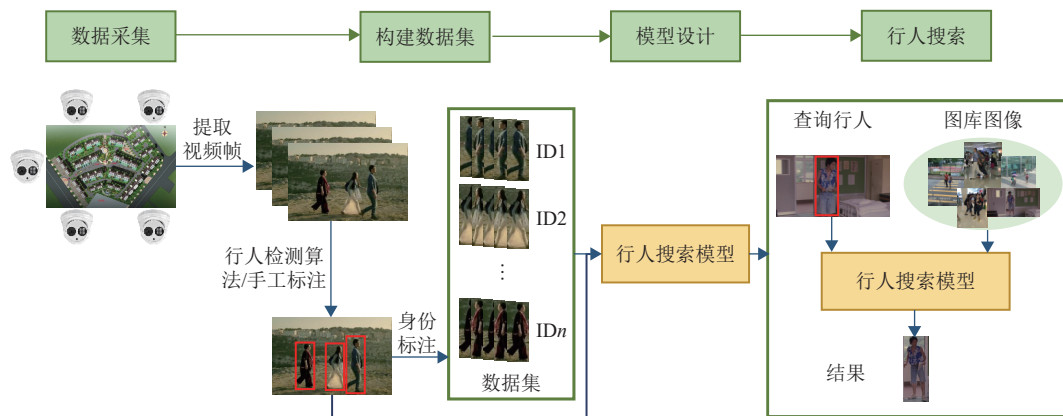 数据采集
构建数据集
模型设计
行人搜索
提取
视频帧
行人检测算
法/手工标注
身份
标注
ID1
ID2
⋮
IDn
数据集
行人搜索模型
查询行人
图库图像
行人搜索模型
结果